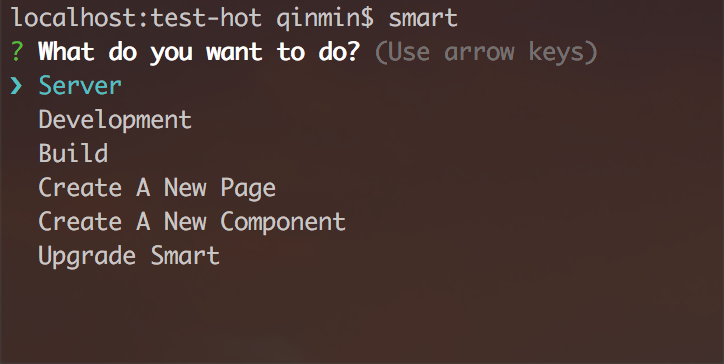 localhost:test-hot qinmin$ smart
? What do you want to do? (Use arrow keys)
❯ Server
Development
Build
Create A New Page
Create A New Component
Upgrade Smart